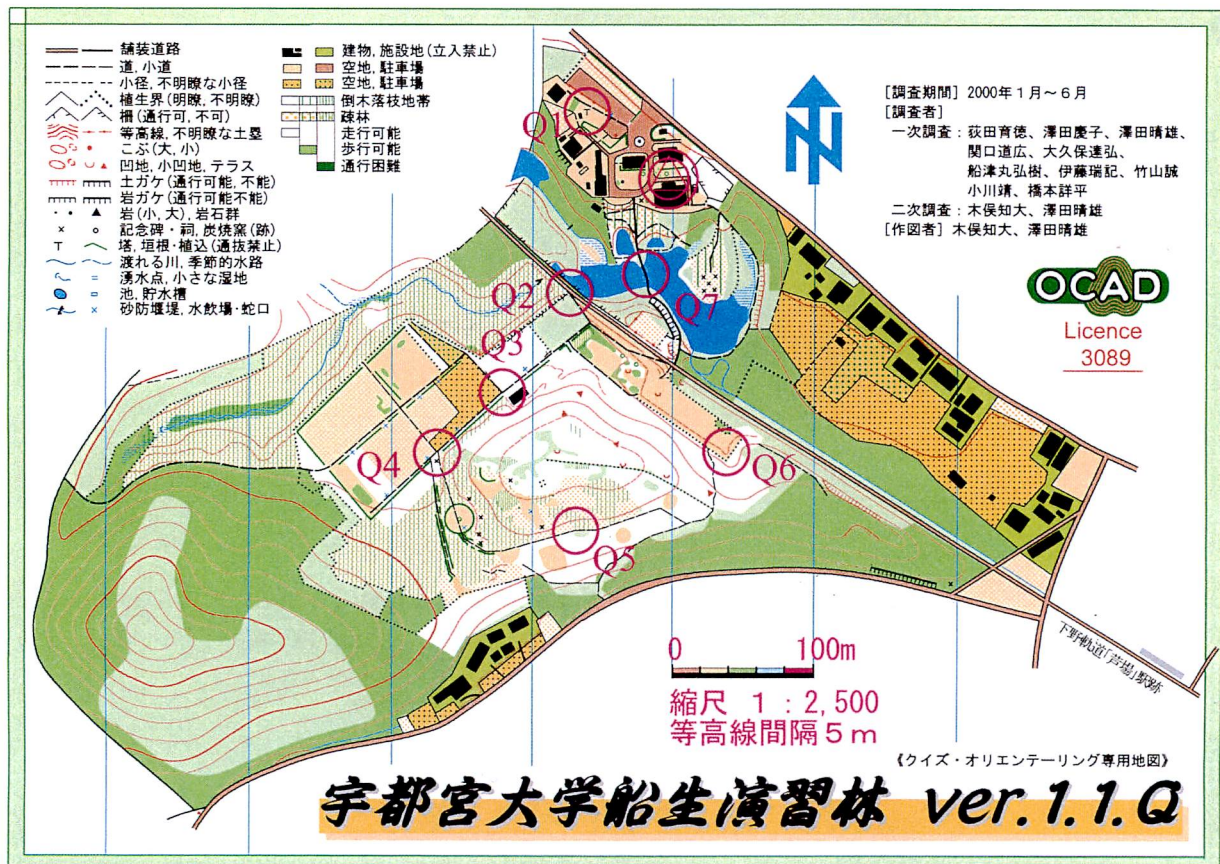 舗装道路
道, 小道
小径, 不明瞭な小径
植生界(明瞭, 不明瞭)
柵(通行可, 不可)
等高線, 不明瞭な土塁
こぶ(大, 小)
凹地, 小凹地, テラス
土ガケ(通行可能, 不能)
岩ガケ(通行可能不能)
岩(小, 大), 岩石群
記念碑・祠, 炭焼窯(跡)
塔, 垣根・植込(通抜禁止)
渡れる川, 季節的水路
湧水点, 小さな湿地
池, 貯水槽
砂防堰堤, 水飲場・蛇口
建物, 施設地(立入禁止)
空地, 駐車場
空地, 駐車場
倒木落枝地帯
疎林
走行可能
歩行可能
通行困難
N
[調査期間] 2000年1月~6月
[調査者]
一次調査:荻田育徳、澤田慶子、澤田晴雄、
関口道広、大久保達弘、
船津丸弘樹、伊藤瑞記、竹山誠
小川靖、橋本詳平
二次調査:木俣知大、澤田晴雄
[作図者] 木俣知大、澤田晴雄
OCAD
Licence
3089
Q1
Q2
Q7
Q3
Q4
Q6
Q5
下野軌道「芦場」駅跡
0 100m
縮尺 1:2,500
等高線間隔5m
《クイズ・オリエンテーリング専用地図》
宇都宮大学船生演習林 ver.1.1.Q